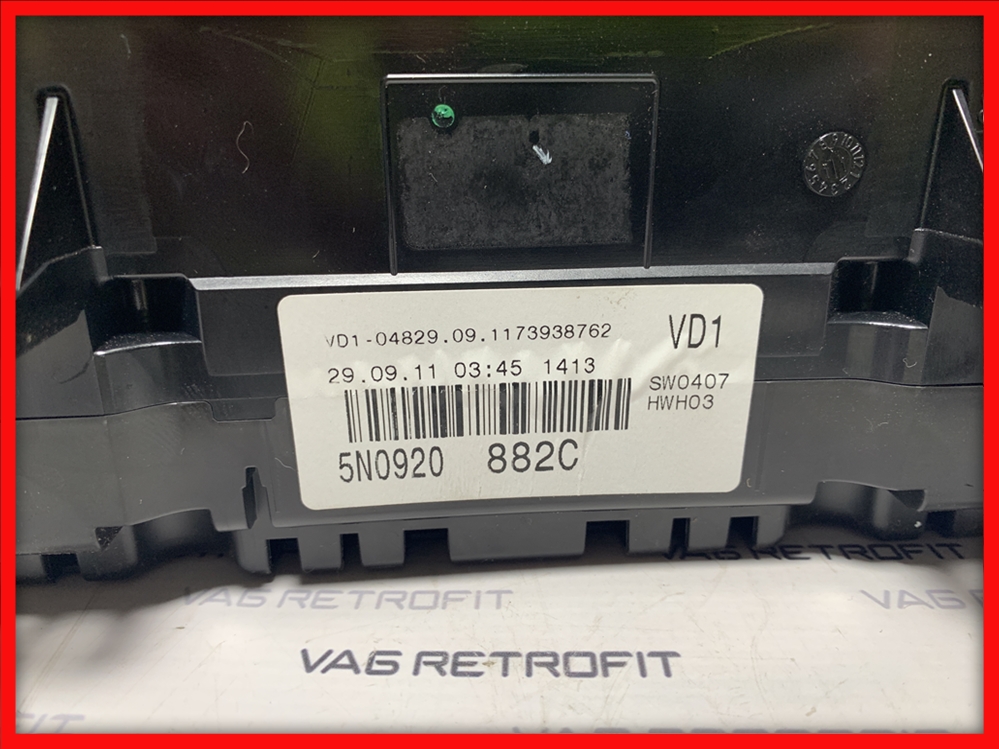 VD1-04829.09.1173938762
VD1
29.09.11 03:45 1413
SW0407
HWH03
5N0920 882C
VAG RETROFIT
VAG RETROFIT
VAG RETROFIT